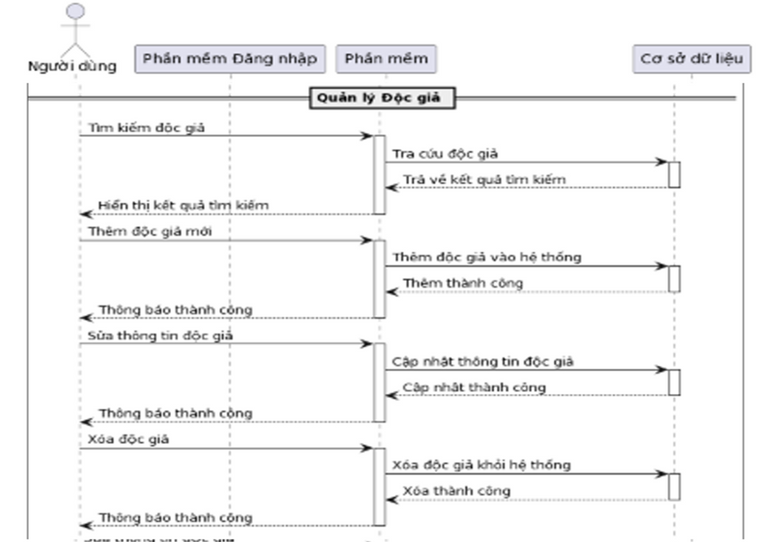 Người dùng
Phần mềm Đăng nhập
Phần mềm
Cơ sở dữ liệu
Quản lý Độc giả
Tìm kiếm độc giả
Tra cứu độc giả
Trả về kết quả tìm kiếm
Hiển thị kết quả tìm kiếm
Thêm độc giả mới
Thêm độc giả vào hệ thống
Thêm thành công
Thông báo thành công
Sửa thông tin độc giả
Cập nhật thông tin độc giả
Cập nhật thành công
Thông báo thành công
Xóa độc giả
Xóa độc giả khỏi hệ thống
Xóa thành công
Thông báo thành công